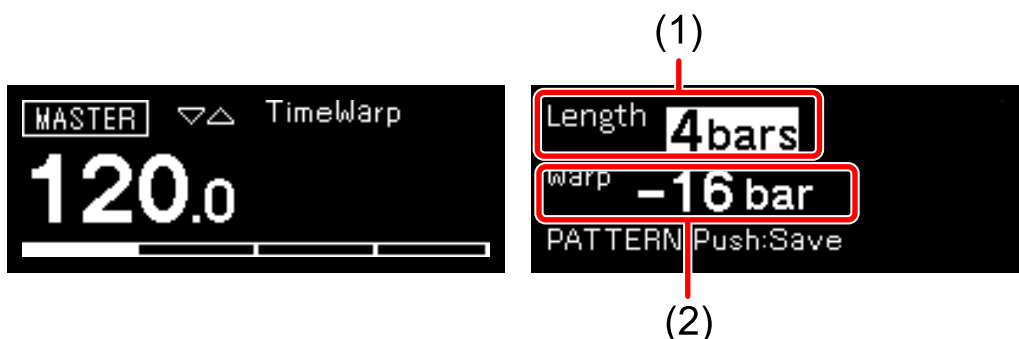 (1)
MASTER ▽△ TimeWarp
120.0
Length 4bars
Warp -16 bar
PATTERN Push:Save
(2)